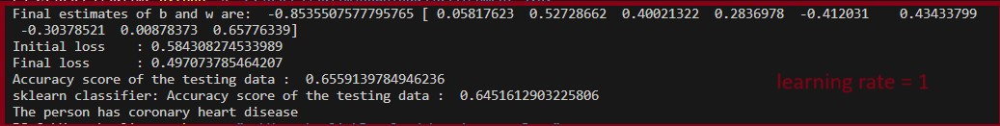 Final estimates of b and w are:  -0.8535507577795765 [ 0.05817623  0.52728662  0.40021322  0.2836978  -0.412031    0.43433799
 -0.30378521  0.00878373  0.65776339]
Initial loss    : 0.584308274533989
Final loss      : 0.497073785464207
Accuracy score of the testing data :  0.6559139784946236
learning rate = 1
sklearn classifier: Accuracy score of the testing data :  0.6451612903225806
The person has coronary heart disease